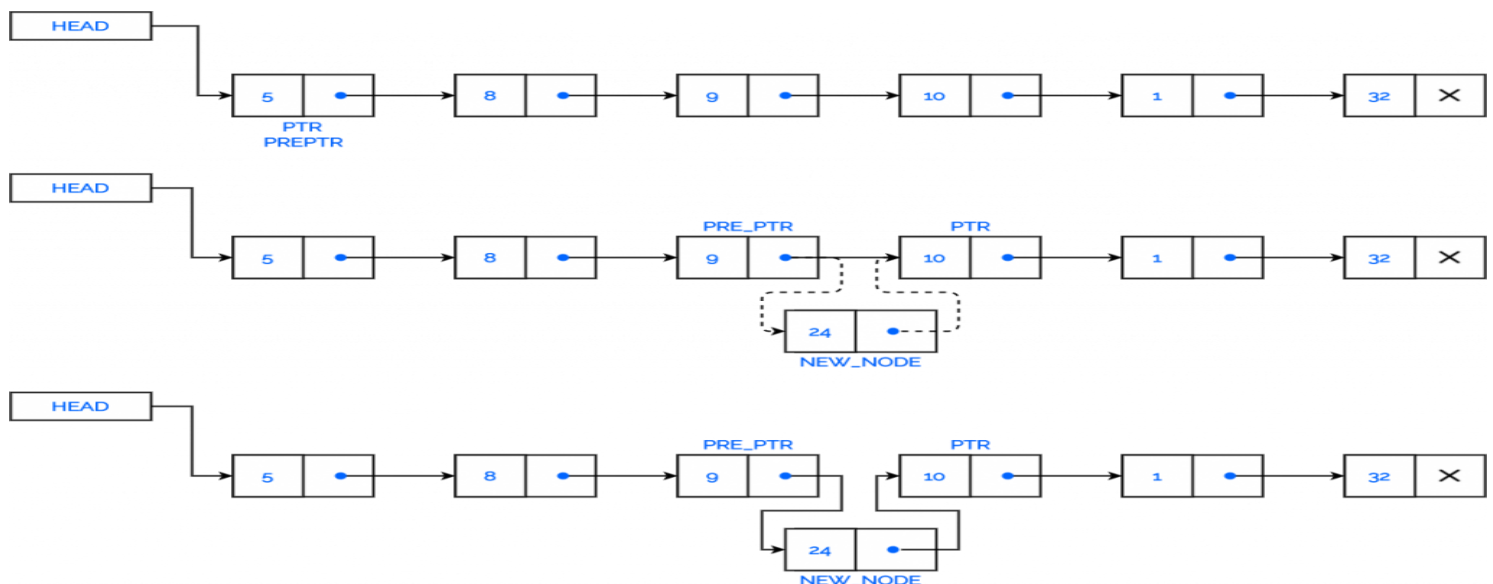 HEAD
5 8 9 10 1 32 X
PTR
PREPTR
HEAD
PRE_PTR PTR
5 8 9 10 1 32 X
24
NEW_NODE
HEAD
PRE_PTR PTR
5 8 9 10 1 32 X
24
NEW_NODE